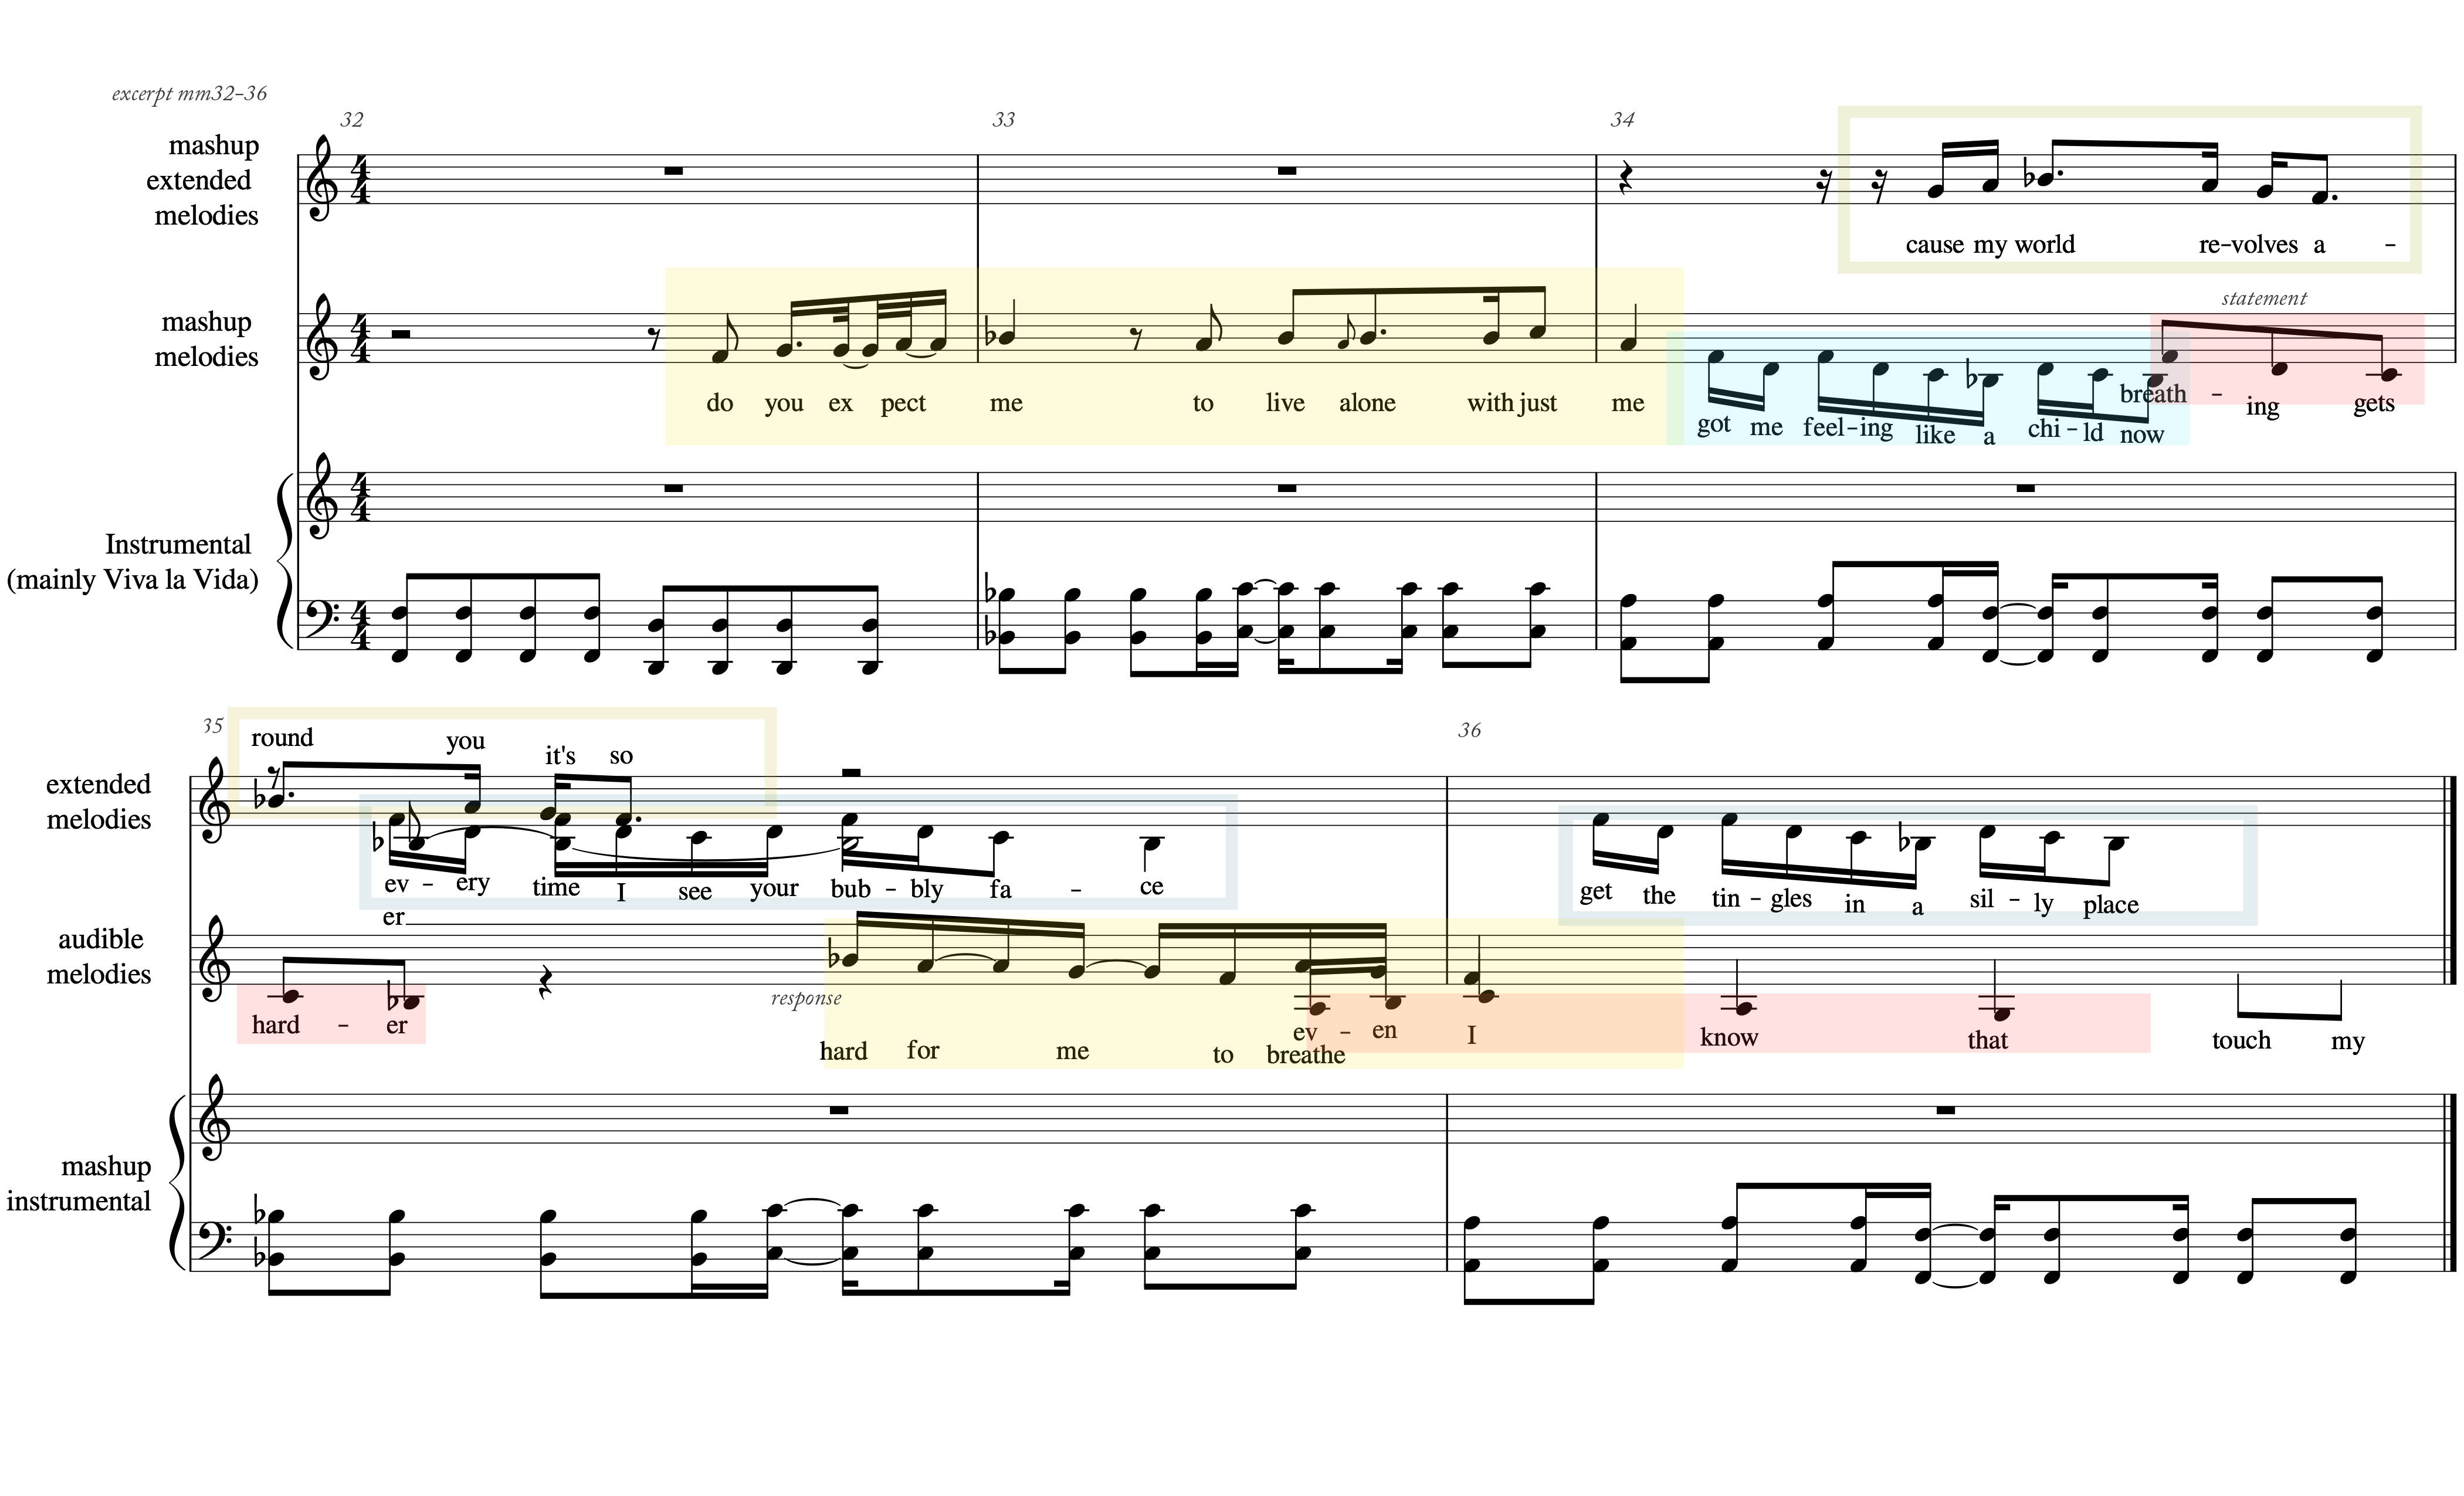 excerpt mm32-36
32
33
34
mashup
extended
melodies
cause my world re-volves a -
mashup
melodies
statement
do you ex pect me to live alone with just me
breath - ing gets
got me feel-ing like a chi - ld now
Instrumental
(mainly Viva la Vida)
35
36
round you it's so
extended
melodies
ev - ery time I see your bub - bly fa - ce
get the tin - gles in a sil - ly place
er
audible
melodies
response
hard - er
ev - en I know that touch my
hard for me to breathe
mashup
instrumental